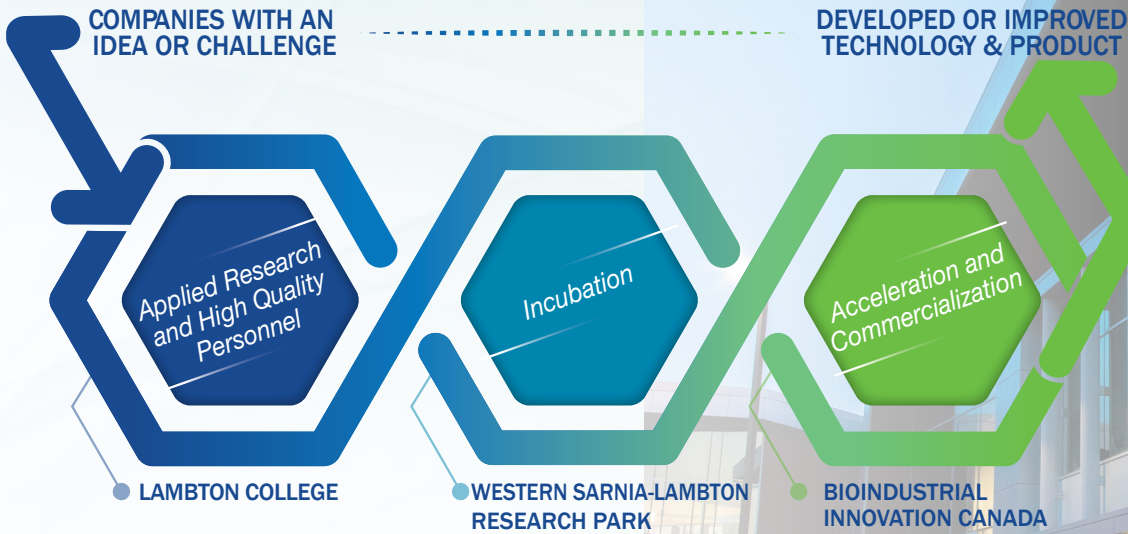 COMPANIES WITH AN
IDEA OR CHALLENGE
DEVELOPED OR IMPROVED
TECHNOLOGY & PRODUCT
Applied Research
and High Quality
Personnel
Incubation
Acceleration and
Commercialization
LAMBTON COLLEGE
WESTERN SARNIA-LAMBTON
RESEARCH PARK
BIOINDUSTRIAL
INNOVATION CANADA